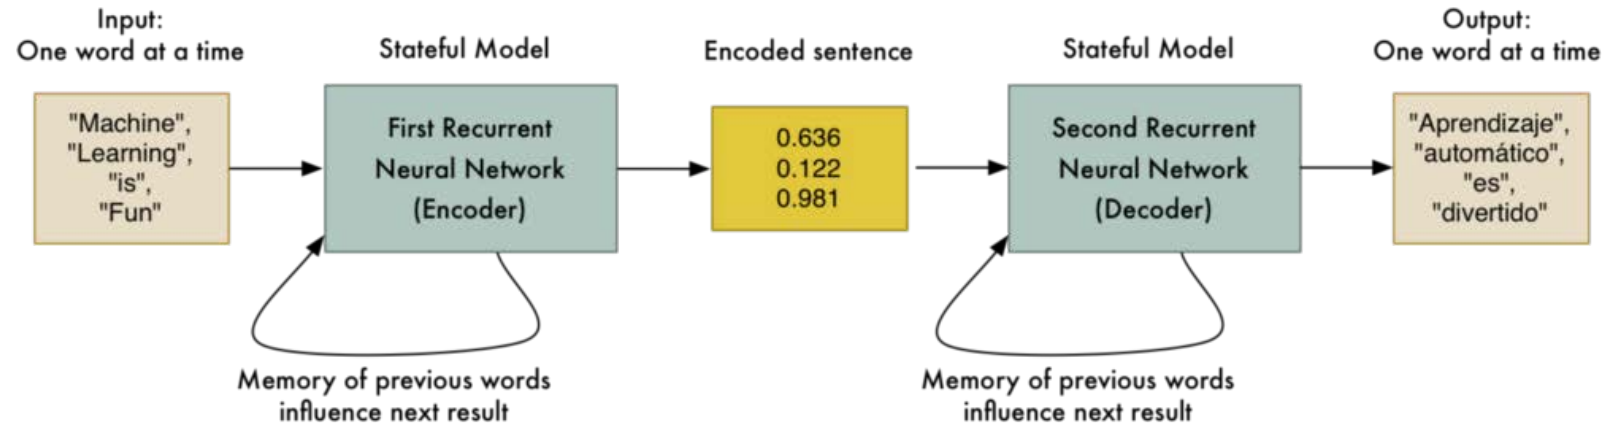 Input:
One word at a time
"Machine",
"Learning",
"is",
"Fun"
Stateful Model
First Recurrent
Neural Network
(Encoder)
Memory of previous words
influence next result
Encoded sentence
0.636
0.122
0.981
Stateful Model
Second Recurrent
Neural Network
(Decoder)
Memory of previous words
influence next result
Output:
One word at a time
"Aprendizaje",
"automático",
"es",
"divertido"